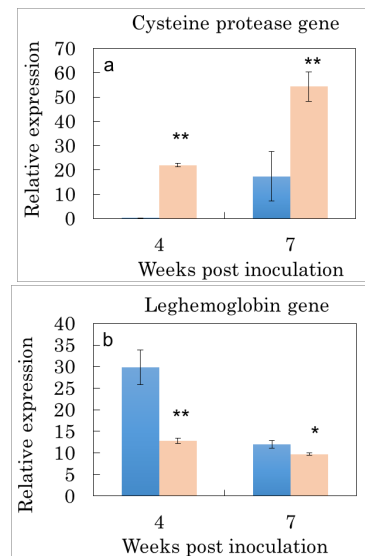 Cysteine protease gene
a
Relative expression
70
60
50
40
30
20
10
0
**
**
4 7
Weeks post inoculation
Leghemoglobin gene
b
Relative expression
40
35
30
25
20
15
10
5
0
**
*
4 7
Weeks post inoculation